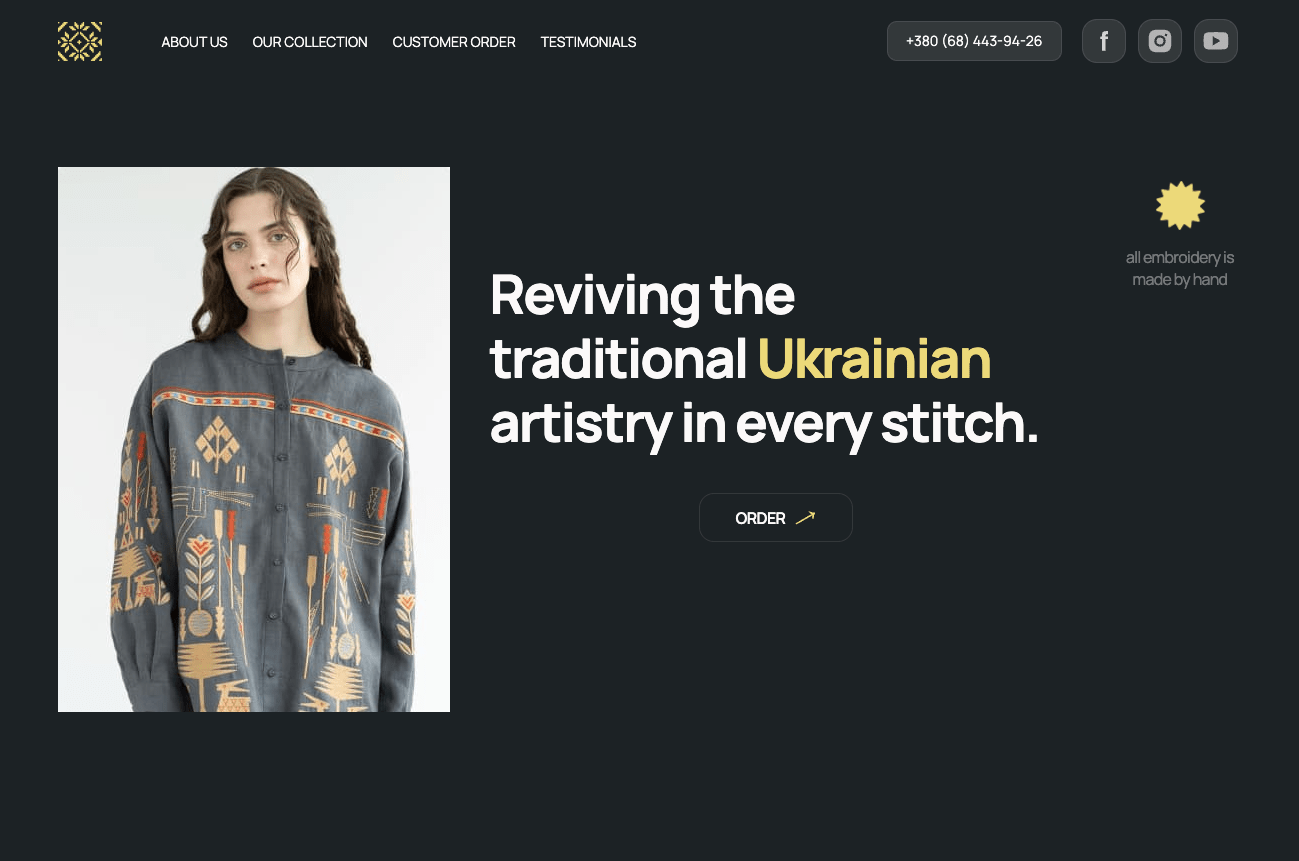 ABOUT US
OUR COLLECTION
CUSTOMER ORDER
TESTIMONIALS
+380 (68) 443-94-26
all embroidery is
made by hand
Reviving the
traditional Ukrainian
artistry in every stitch.
ORDER